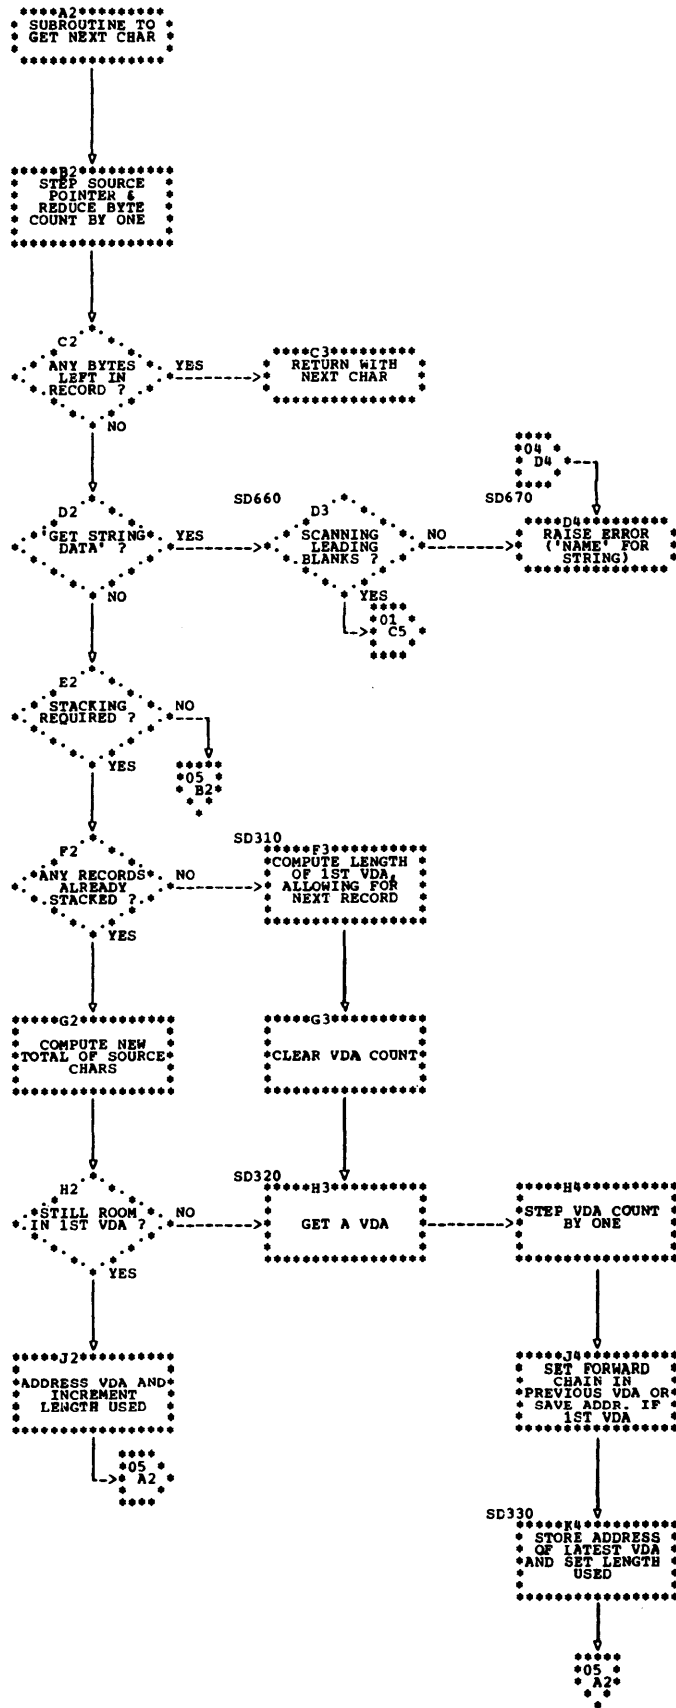 A2
SUBROUTINE TO
GET NEXT CHAR
B2
STEP SOURCE
POINTER &
REDUCE BYTE
COUNT BY ONE
C2
ANY BYTES
LEFT IN
RECORD ?
YES
NO
C3
RETURN WITH
NEXT CHAR
04
D4
D2
'GET STRING
DATA' ?
YES
NO
SD660
D3
SCANNING
LEADING
BLANKS ?
NO
YES
01
C5
SD670
D4
RAISE ERROR
('NAME' FOR
STRING)
E2
STACKING
REQUIRED ?
NO
YES
05
B2
F2
ANY RECORDS
ALREADY
STACKED ?
NO
YES
SD310
F3
COMPUTE LENGTH
OF 1ST VDA,
ALLOWING FOR
NEXT RECORD
G2
COMPUTE NEW
TOTAL OF SOURCE
CHARS
G3
CLEAR VDA COUNT
H2
STILL ROOM
IN 1ST VDA ?
NO
YES
SD320
H3
GET A VDA
H4
STEP VDA COUNT
BY ONE
J2
ADDRESS VDA AND
INCREMENT
LENGTH USED
05
A2
J4
SET FORWARD
CHAIN IN
PREVIOUS VDA OR
SAVE ADDR. IF
1ST VDA
SD330
K4
STORE ADDRESS
OF LATEST VDA
AND SET LENGTH
USED
05
A2